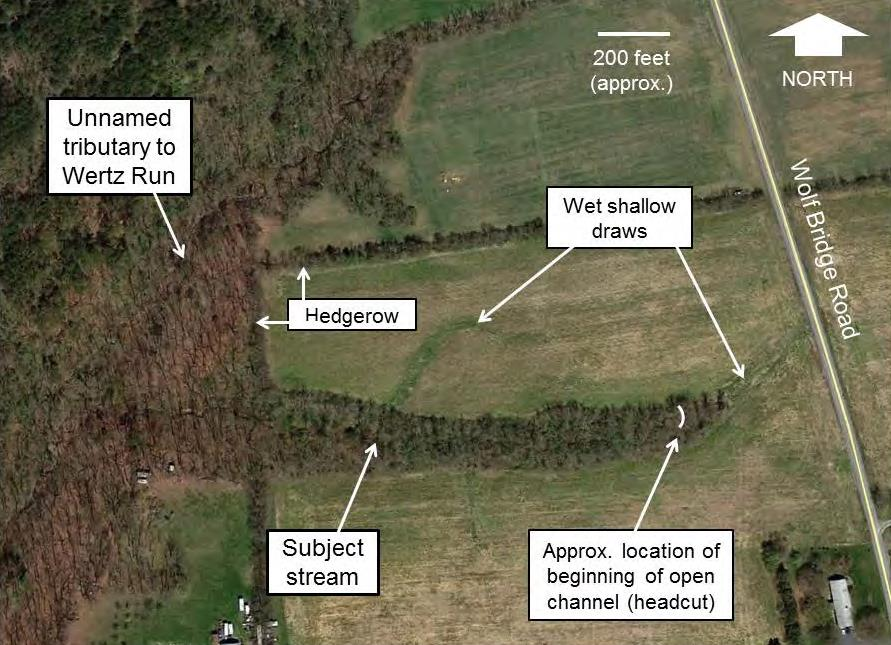 200 feet
(approx.)
NORTH
Unnamed
tributary to
Wertz Run
Wet shallow
draws
Wolf Bridge Road
Hedgerow
Subject
stream
Approx. location of
beginning of open
channel (headcut)